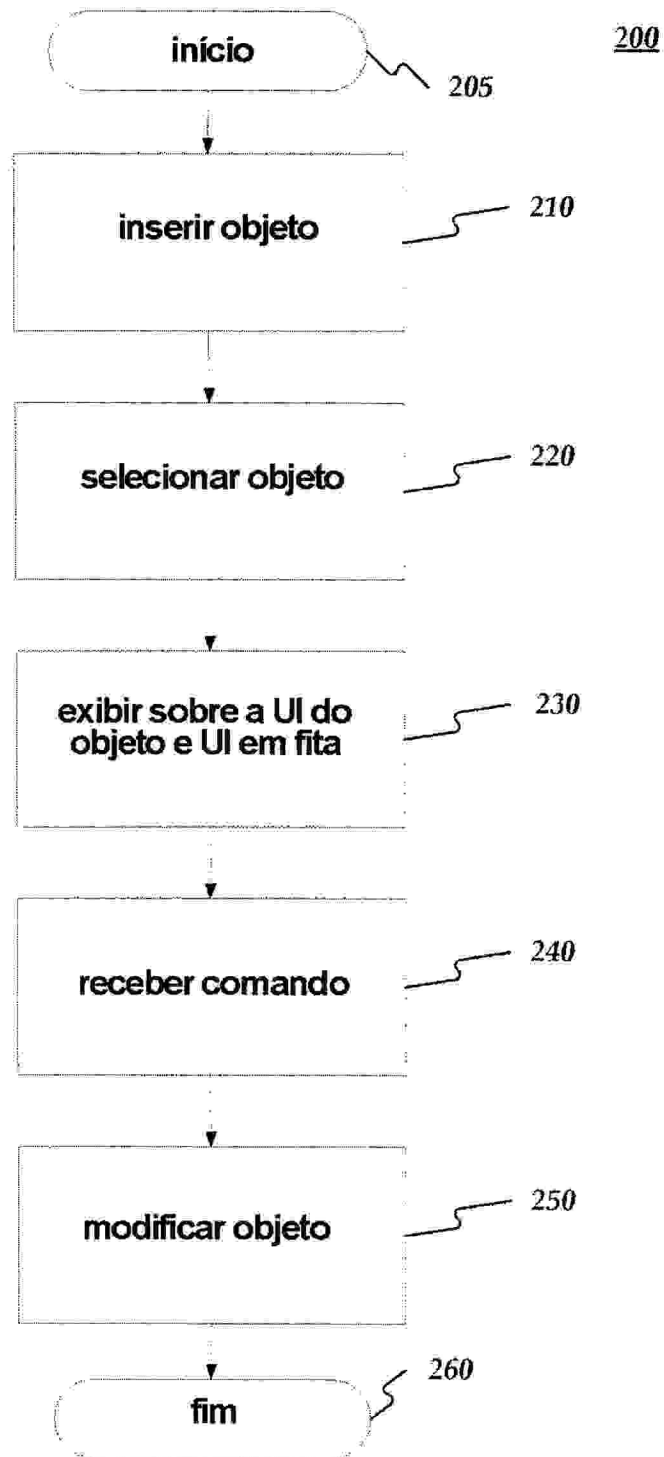 200
início
205
inserir objeto
210
selecionar objeto
220
exibir sobre a UI do
objeto e UI em fita
230
receber comando
240
modificar objeto
250
fim
260